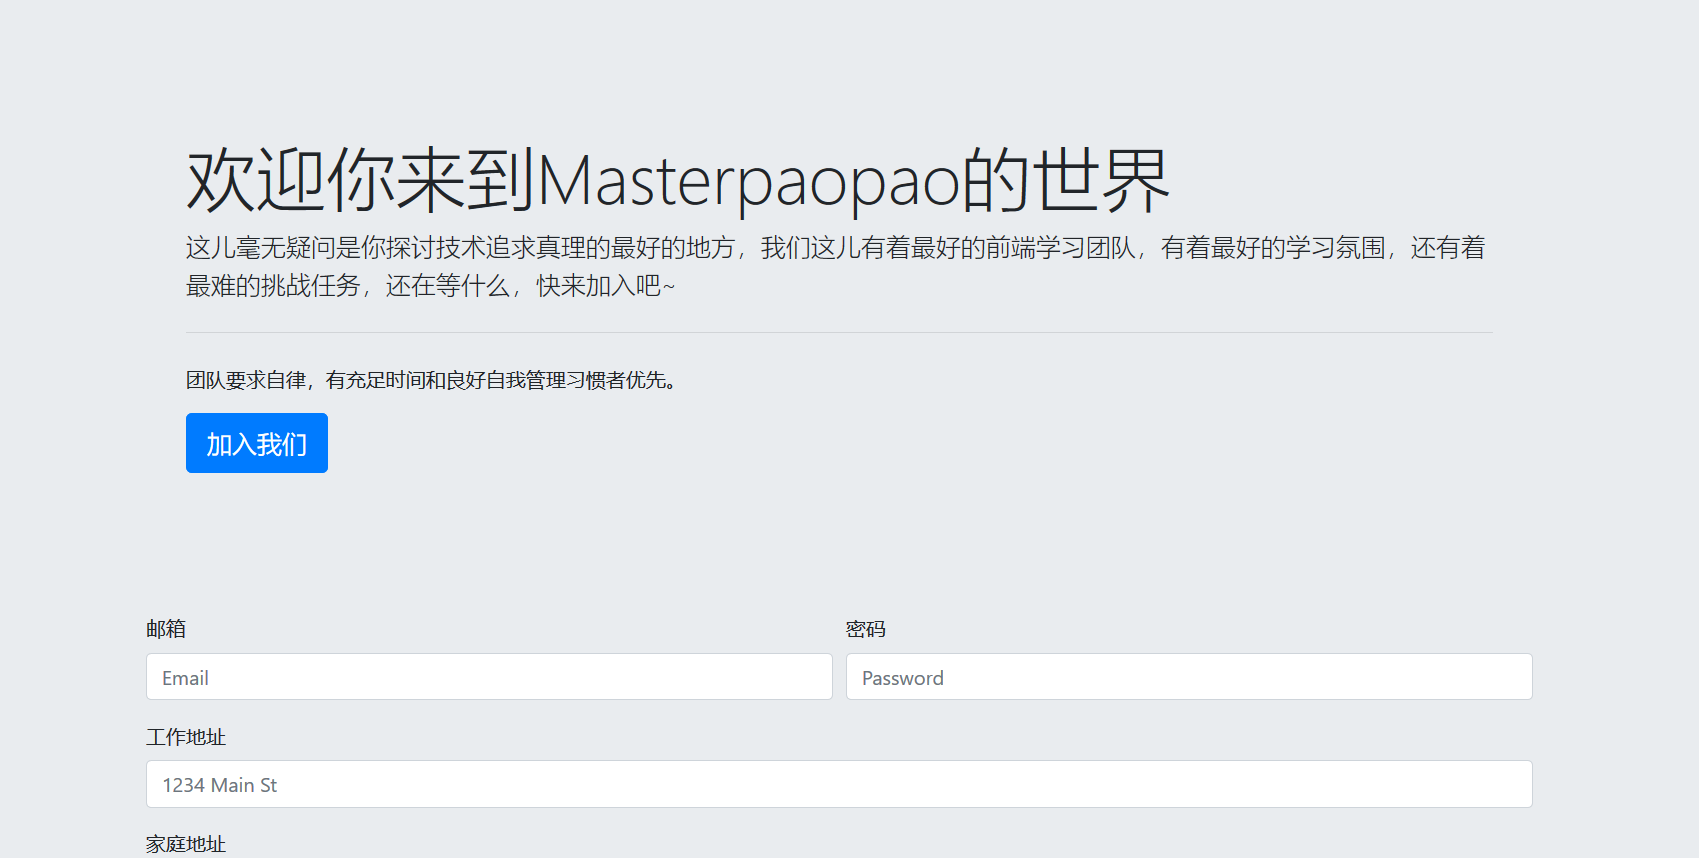 欢迎你来到Masterpaopao的世界
这儿毫无疑问是你探讨技术追求真理的最好的地方，我们这儿有着最好的前端学习团队，有着最好的学习氛围，还有着
最难的挑战任务，还在等什么，快来加入吧~
团队要求自律，有充足时间和良好自我管理习惯者优先。
加入我们
邮箱
密码
Email
Password
工作地址
1234 Main St
家庭地址